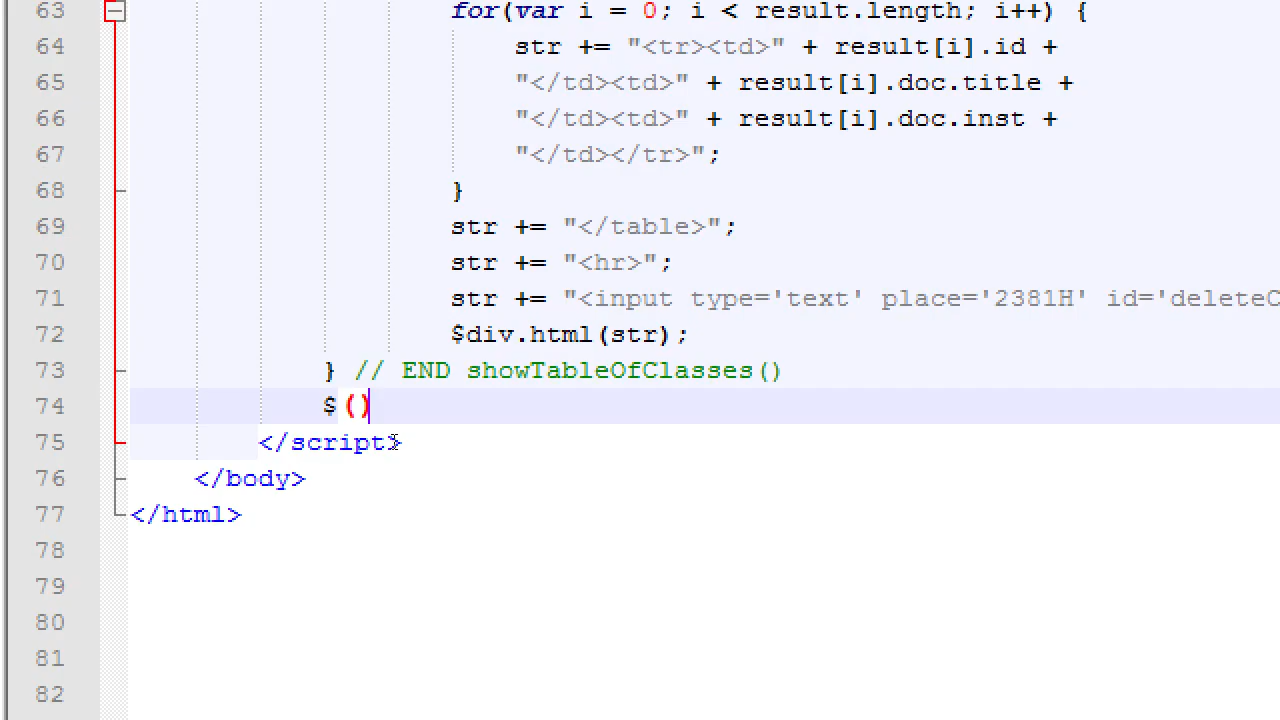 63 for(var i = 0; i < result.length; i++) {
64 str += "<tr><td>" + result[i].id +
65 "</td><td>" + result[i].doc.title +
66 "</td><td>" + result[i].doc.inst +
67 "</td></tr>";
68 }
69 str += "</table>";
70 str += "<hr>";
71 str += "<input type='text' place='2381H' id='deleteC
72 $div.html(str);
73 } // END showTableOfClasses()
74 $()
75 </script>
76 </body>
77 </html>
78
79
80
81
82